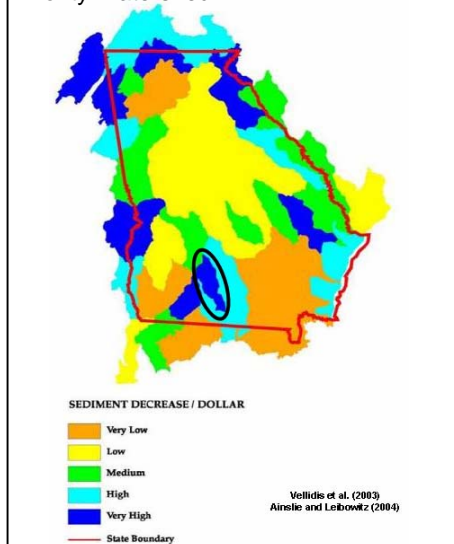 SEDIMENT DECREASE / DOLLAR
Very Low
Low
Medium
High
Very High
State Boundary
Vellidis et al. (2003)
Ainslie and Leibowitz (2004)